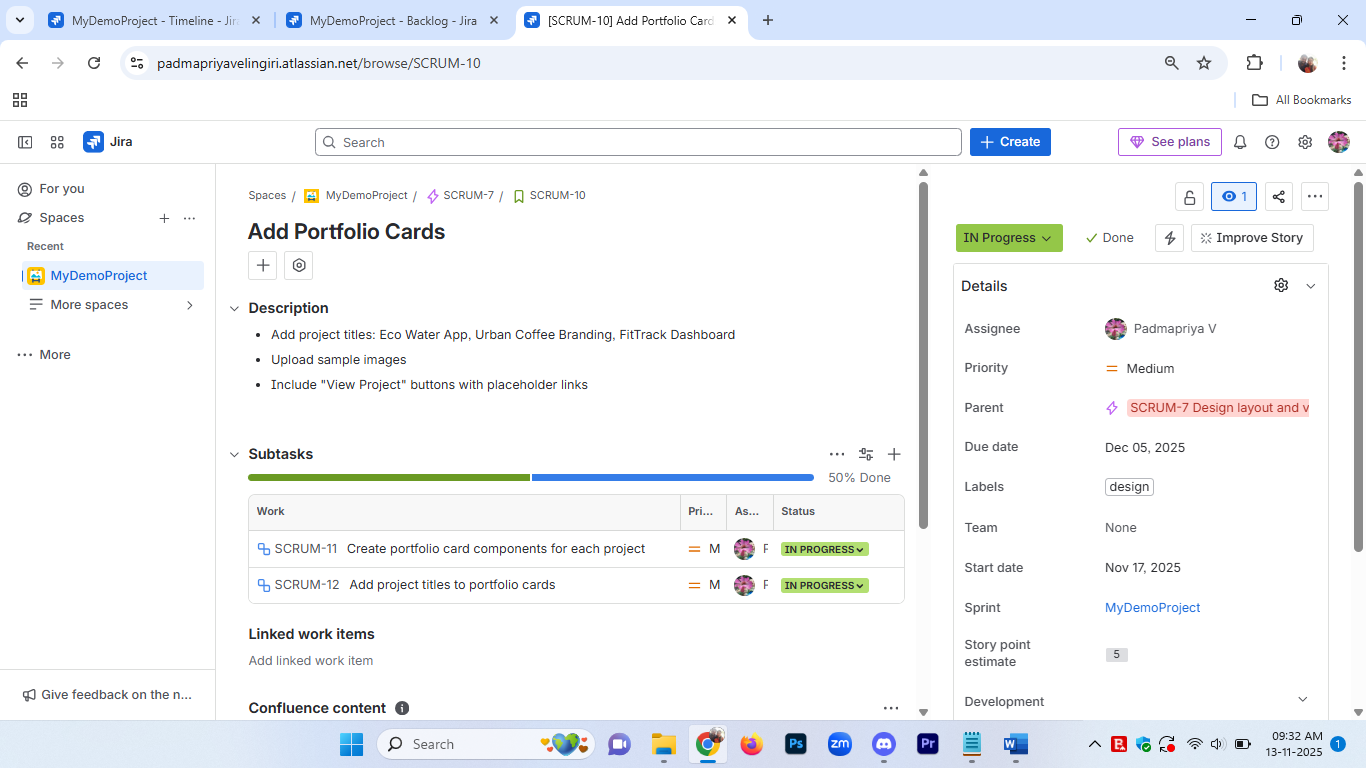 MyDemoProject - Timeline - Jira
MyDemoProject - Backlog - Jira
[SCRUM-10] Add Portfolio Card
padmapriyavelingiri.atlassian.net/browse/SCRUM-10
All Bookmarks
Jira
Search
Create
See plans
For you
Spaces
Recent
MyDemoProject
More spaces
More
Give feedback on the n...
Spaces / MyDemoProject / SCRUM-7 / SCRUM-10
Add Portfolio Cards
Description
• Add project titles: Eco Water App, Urban Coffee Branding, FitTrack Dashboard
• Upload sample images
• Include "View Project" buttons with placeholder links
Subtasks
50% Done
Work Pri... As... Status
SCRUM-11 Create portfolio card components for each project M P IN PROGRESS
SCRUM-12 Add project titles to portfolio cards M P IN PROGRESS
Linked work items
Add linked work item
Confluence content
1
IN Progress Done Improve Story
Details
Assignee Padmapriya V
Priority Medium
Parent SCRUM-7 Design layout and v
Due date Dec 05, 2025
Labels design
Team None
Start date Nov 17, 2025
Sprint MyDemoProject
Story point
estimate 5
Development
Search
Ps
zm
Pr
W
09:32 AM
13-11-2025
1